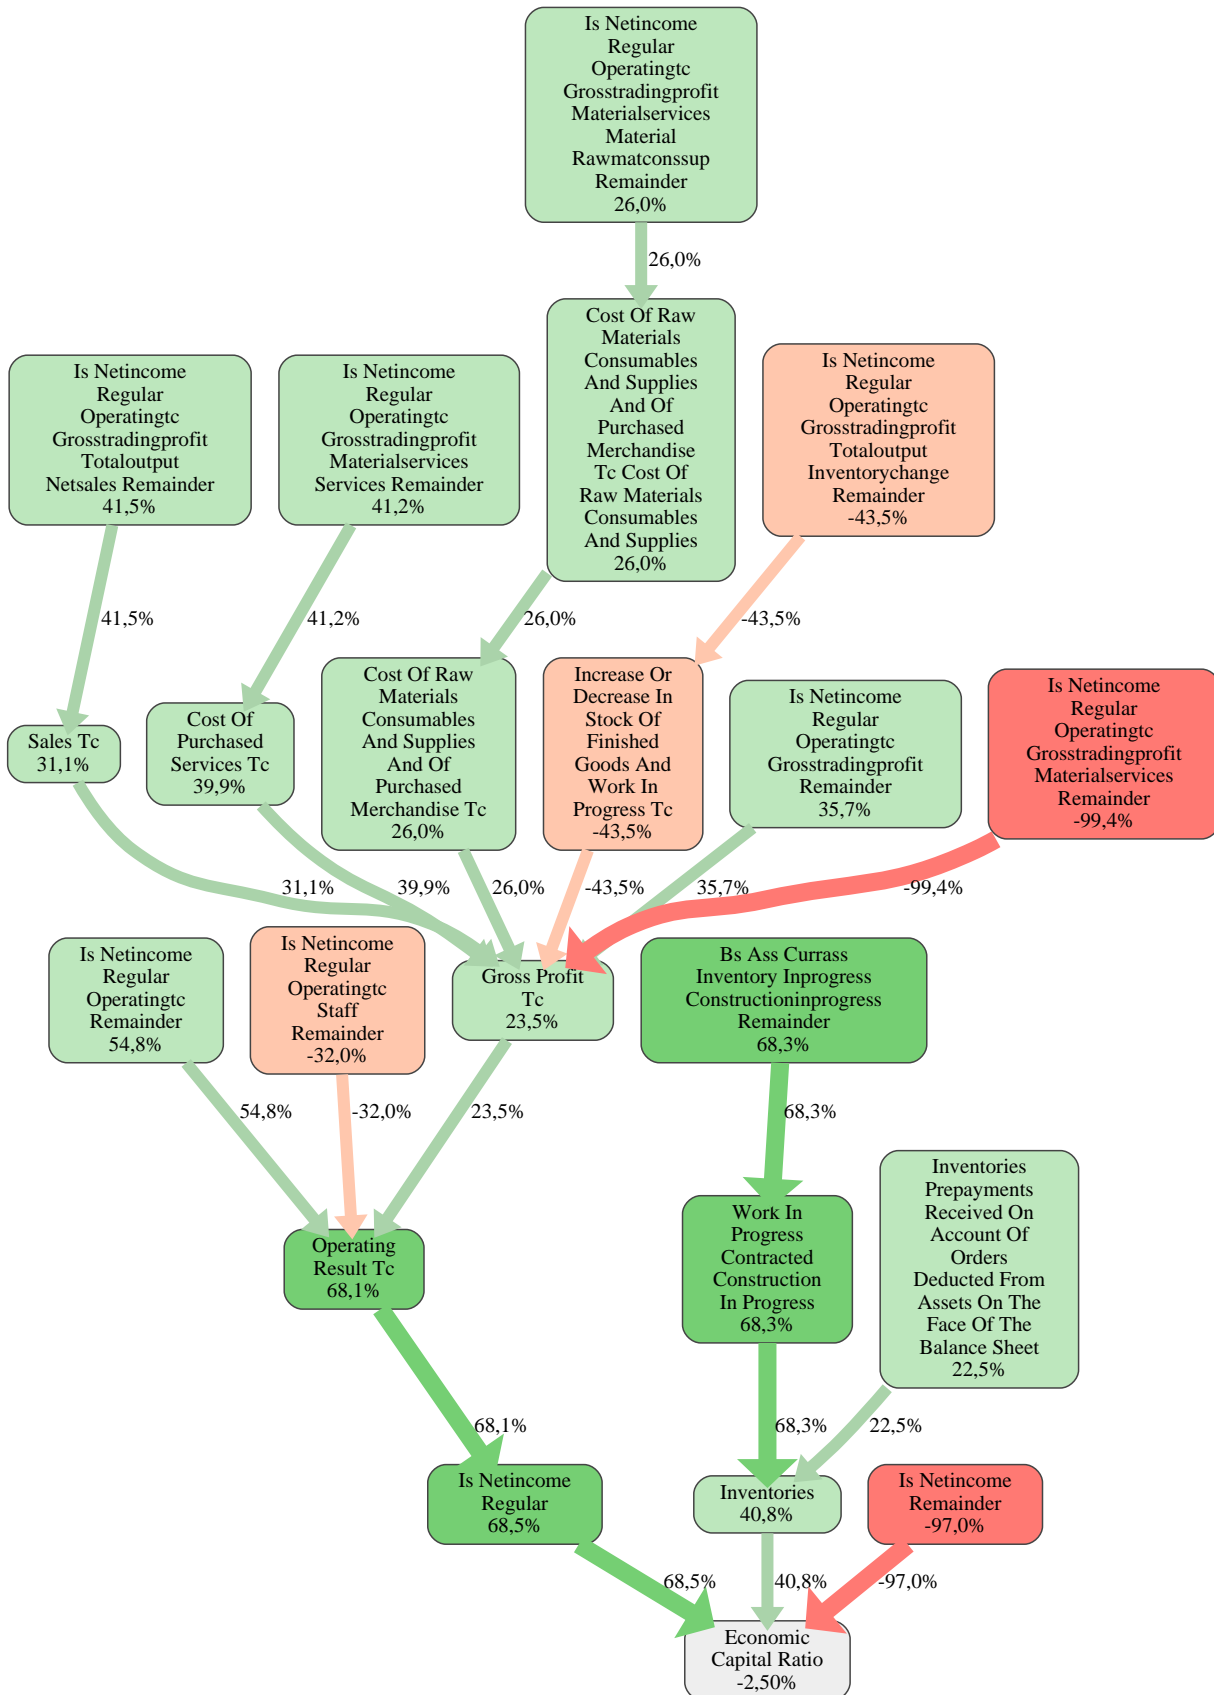 Is Netincome
Regular
Operatingtc
Grosstradingprofit
Materialservices
Material
Rawmatconssup
Remainder
26,0%
26,0%
Cost Of Raw
Materials
Consumables
And Supplies
And Of
Purchased
Merchandise
Tc Cost Of
Raw Materials
Consumables
And Supplies
26,0%
Is Netincome
Regular
Operatingtc
Grosstradingprofit
Totaloutput
Netsales Remainder
41,5%
Is Netincome
Regular
Operatingtc
Grosstradingprofit
Materialservices
Services Remainder
41,2%
Is Netincome
Regular
Operatingtc
Grosstradingprofit
Totaloutput
Inventorychange
Remainder
-43,5%
41,5%
41,2%
26,0%
-43,5%
Sales Tc
31,1%
Cost Of
Purchased
Services Tc
39,9%
Cost Of Raw
Materials
Consumables
And Supplies
And Of
Purchased
Merchandise Tc
26,0%
Increase Or
Decrease In
Stock Of
Finished
Goods And
Work In
Progress Tc
-43,5%
Is Netincome
Regular
Operatingtc
Grosstradingprofit
Remainder
35,7%
Is Netincome
Regular
Operatingtc
Grosstradingprofit
Materialservices
Remainder
-99,4%
31,1%
39,9%
26,0%
-43,5%
35,7%
-99,4%
Is Netincome
Regular
Operatingtc
Remainder
54,8%
Is Netincome
Regular
Operatingtc
Staff
Remainder
-32,0%
Gross Profit
Tc
23,5%
Bs Ass Currass
Inventory Inprogress
Constructioninprogress
Remainder
68,3%
54,8%
-32,0%
23,5%
68,3%
Operating
Result Tc
68,1%
Work In
Progress
Contracted
Construction
In Progress
68,3%
Inventories
Prepayments
Received On
Account Of
Orders
Deducted From
Assets On The
Face Of The
Balance Sheet
22,5%
68,1%
68,3%
22,5%
Is Netincome
Regular
68,5%
Inventories
40,8%
Is Netincome
Remainder
-97,0%
68,5%
40,8%
-97,0%
Economic
Capital Ratio
-2,50%